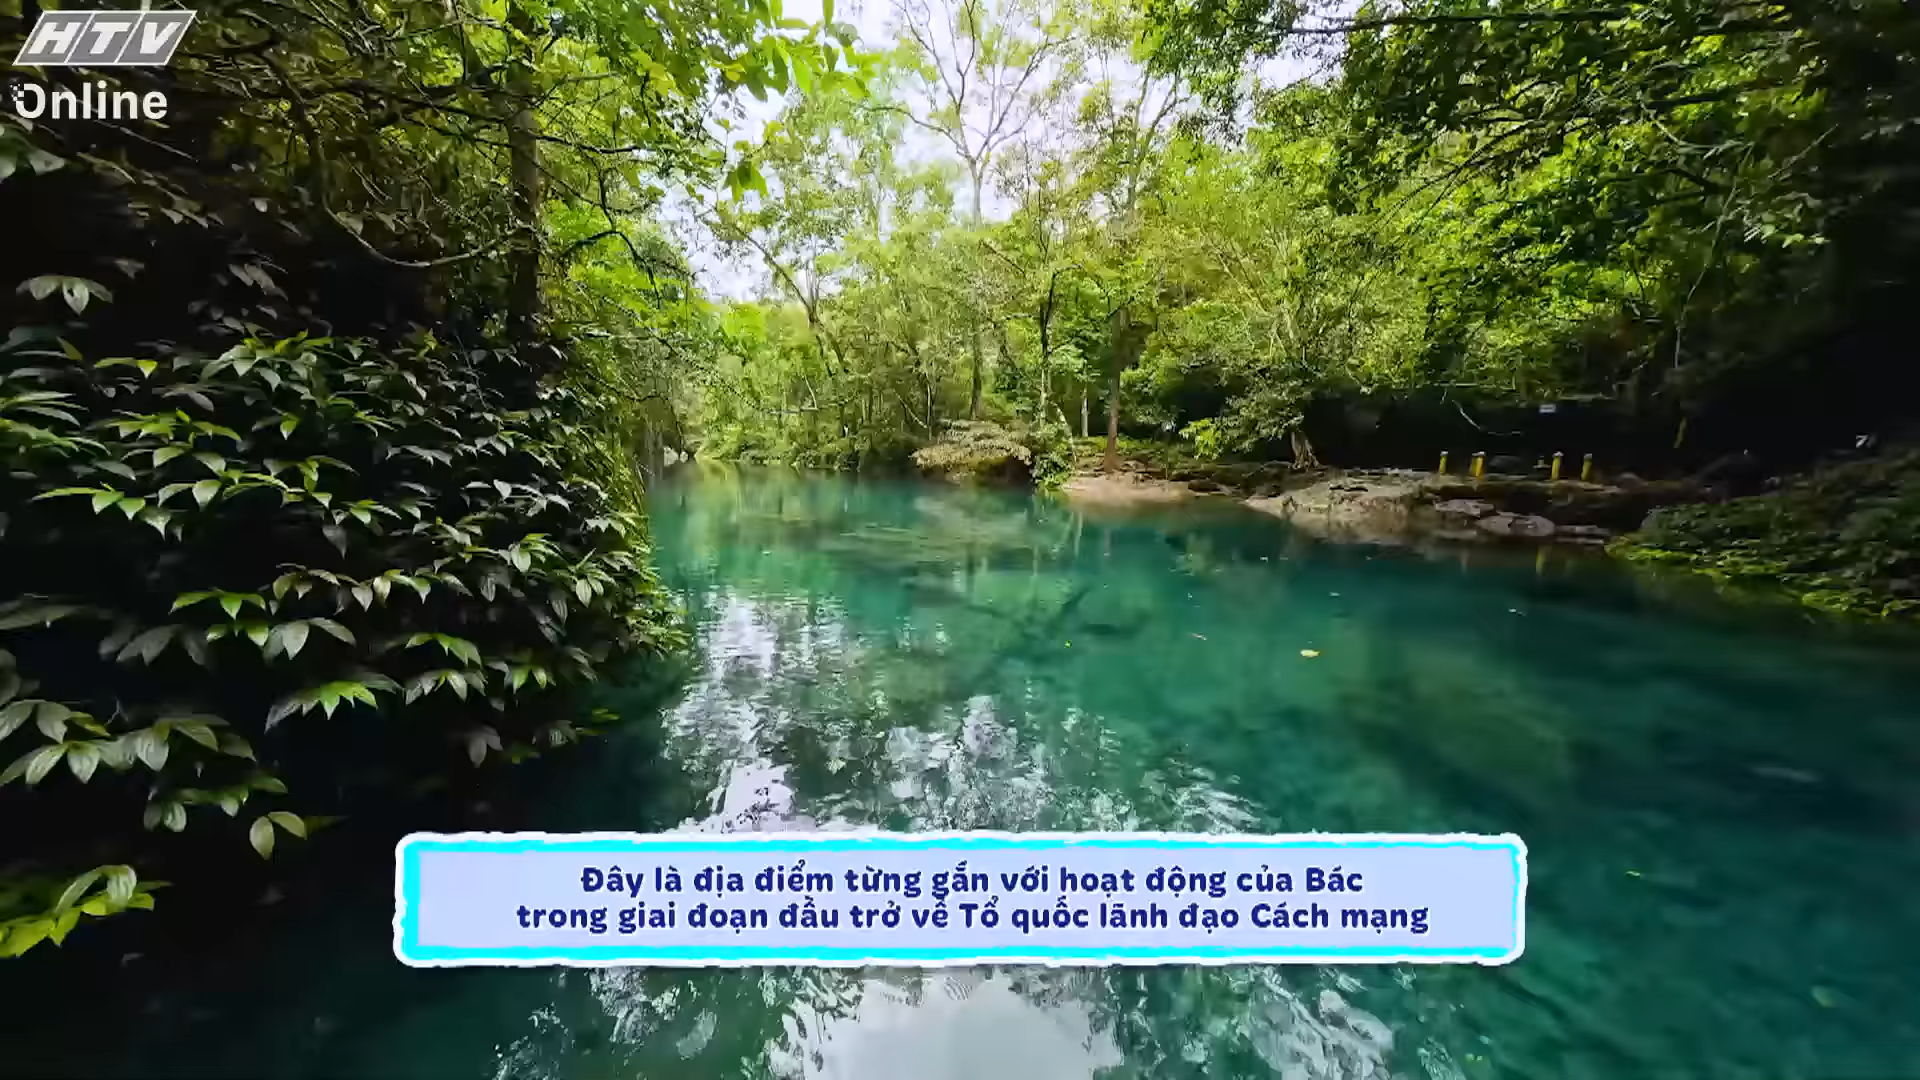 HTV
Online
Đây là địa điểm từng gắn với hoạt động của Bác
trong giai đoạn đầu trở về Tổ quốc lãnh đạo Cách mạng